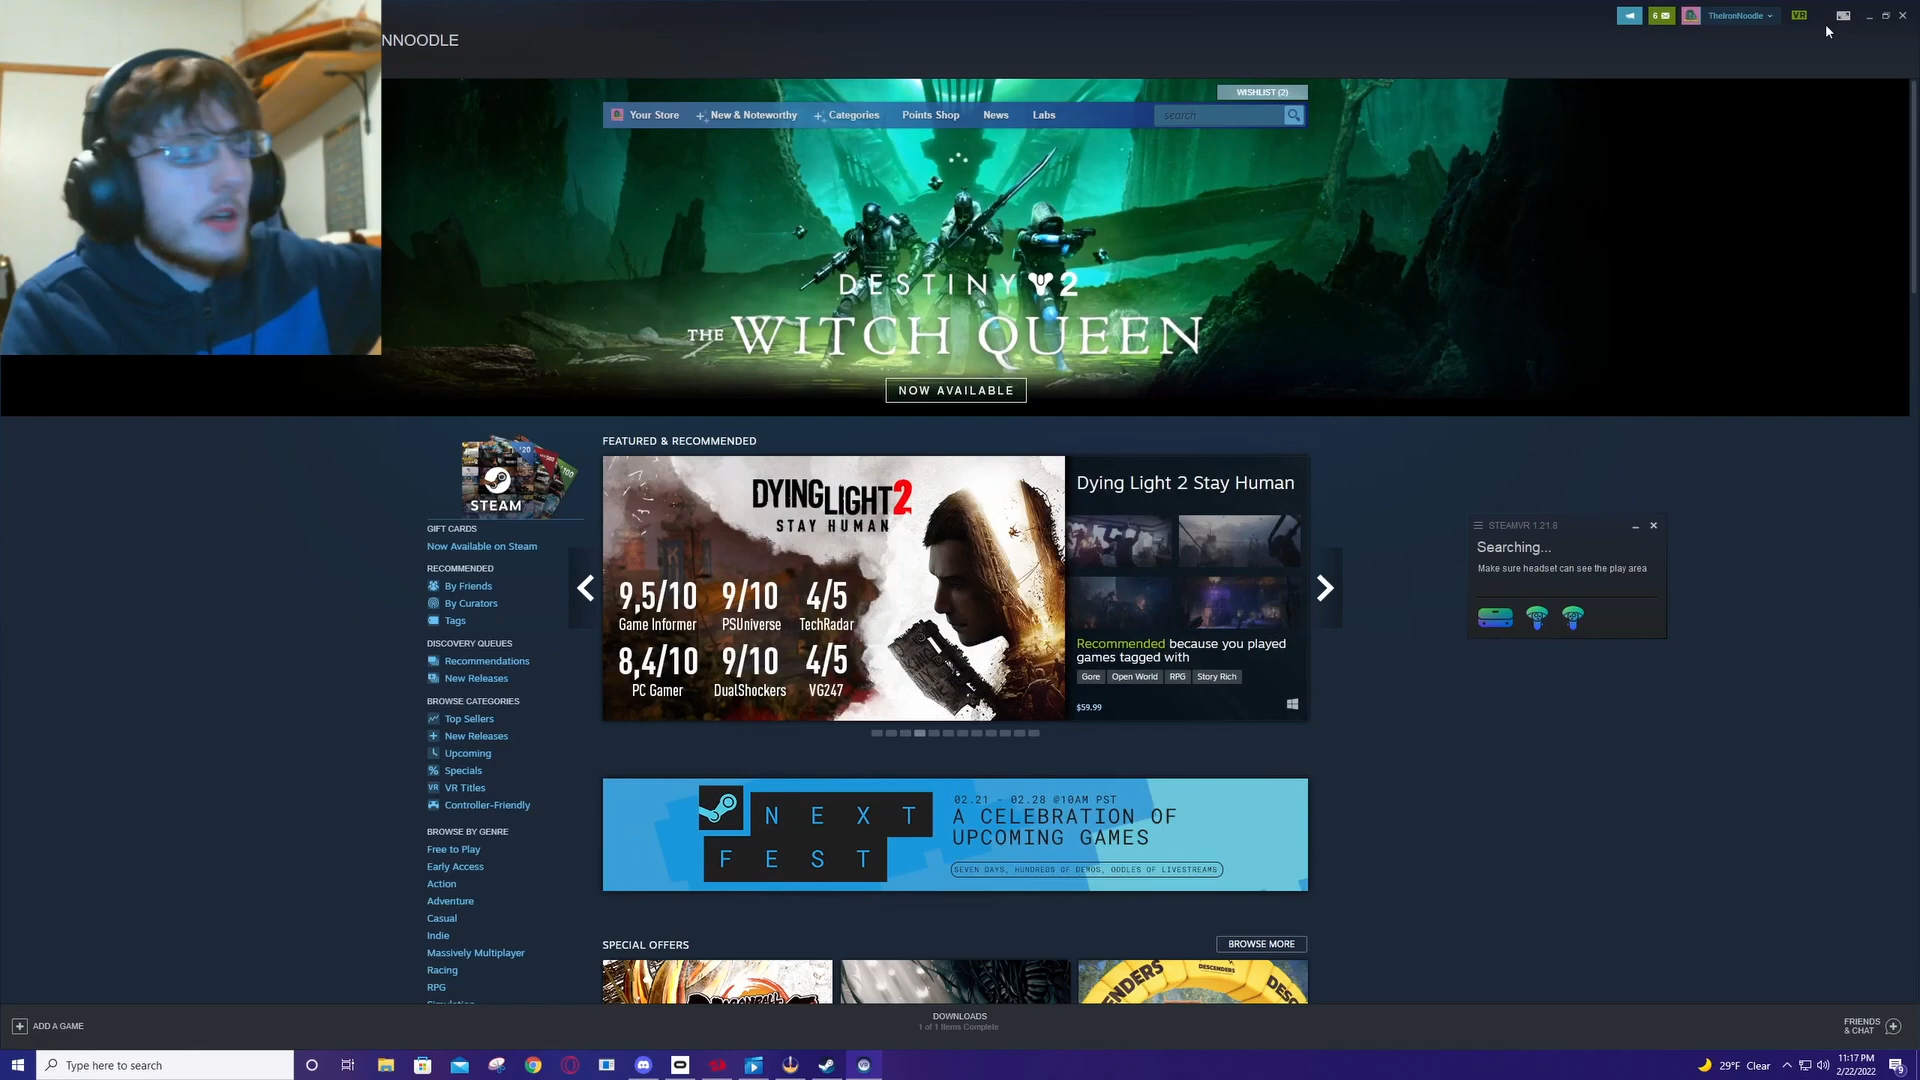 NNOODLE
6
TheIronNoodle
VR
WISHLIST (2)
Your Store
New & Noteworthy
Categories
Points Shop
News
Labs
search
DESTINY 2
THE WITCH QUEEN
NOW AVAILABLE
STEAM
GIFT CARDS
Now Available on Steam
RECOMMENDED
By Friends
By Curators
Tags
DISCOVERY QUEUES
Recommendations
New Releases
BROWSE CATEGORIES
Top Sellers
New Releases
Upcoming
Specials
VR Titles
Controller-Friendly
BROWSE BY GENRE
Free to Play
Early Access
Action
Adventure
Casual
Indie
Massively Multiplayer
Racing
RPG
FEATURED & RECOMMENDED
DYING LIGHT 2
STAY HUMAN
9,5/10 9/10 4/5
Game Informer PSUniverse TechRadar
8,4/10 9/10 4/5
PC Gamer DualShockers VG247
Dying Light 2 Stay Human
Recommended because you played
games tagged with
Gore Open World RPG Story Rich
$59.99
STEAMVR 1.21.8
Searching...
Make sure headset can see the play area
NEXT
FEST
02.21 - 02.28 @10AM PST
A CELEBRATION OF
UPCOMING GAMES
SEVEN DAYS, HUNDREDS OF DEMOS, OODLES OF LIVESTREAMS
SPECIAL OFFERS
BROWSE MORE
DESCENDERS
ADD A GAME
DOWNLOADS
1 of 1 Items Complete
FRIENDS
& CHAT
Type here to search
29°F Clear
11:17 PM
2/22/2022